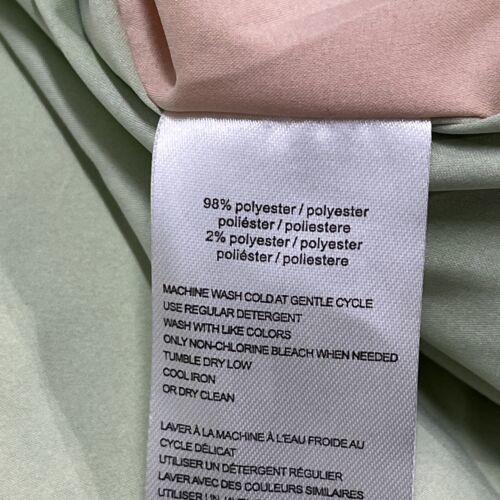 98% polyester / polyester
poliéster / poliestere
2% polyester / polyester
poliéster / poliestere
MACHINE WASH COLD AT GENTLE CYCLE
USE REGULAR DETERGENT
WASH WITH LIKE COLORS
ONLY NON-CHLORINE BLEACH WHEN NEEDED
TUMBLE DRY LOW
COOL IRON
OR DRY CLEAN
LAVER À LA MACHINE À L'EAU FROIDE AU
CYCLE DÉLICAT
UTILISER UN DÉTERGENT RÉGULIER
LAVER AVEC DES COULEURS SIMILAIRES
UTILISER UN